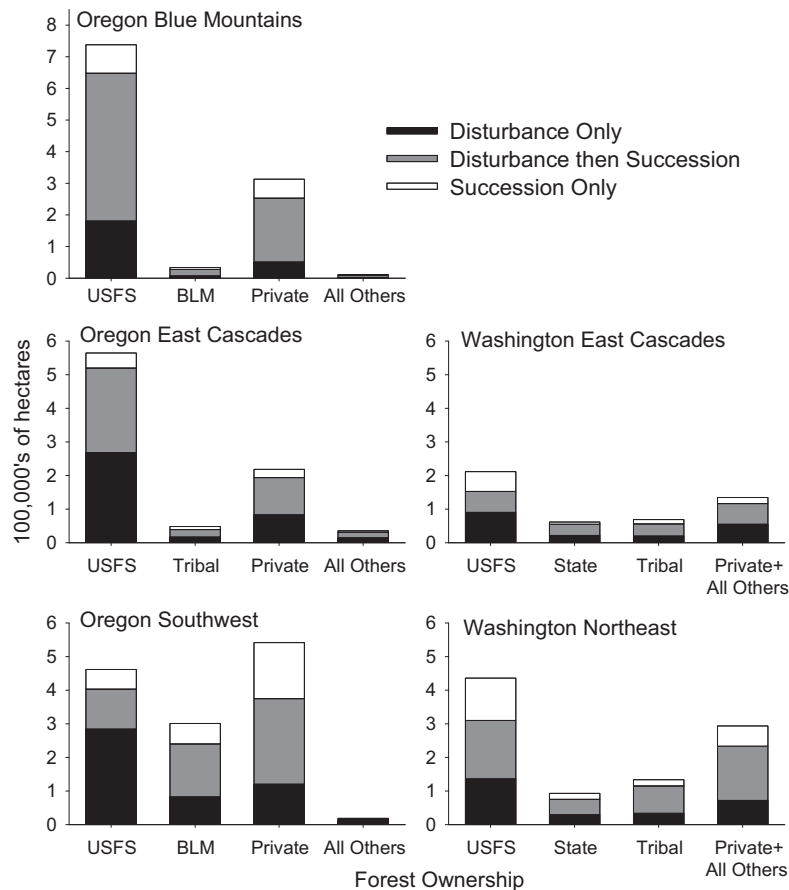 Oregon Blue Mountains
8
7
6
5
4
3
2
1
0
USFS BLM Private All Others
Disturbance Only
Disturbance then Succession
Succession Only
100,000's of hectares
Oregon East Cascades
6
5
4
3
2
1
0
USFS Tribal Private All Others
Washington East Cascades
6
5
4
3
2
1
0
USFS State Tribal Private+
All Others
Oregon Southwest
6
5
4
3
2
1
0
USFS BLM Private All Others
Washington Northeast
6
5
4
3
2
1
0
USFS State Tribal Private+
All Others
Forest Ownership